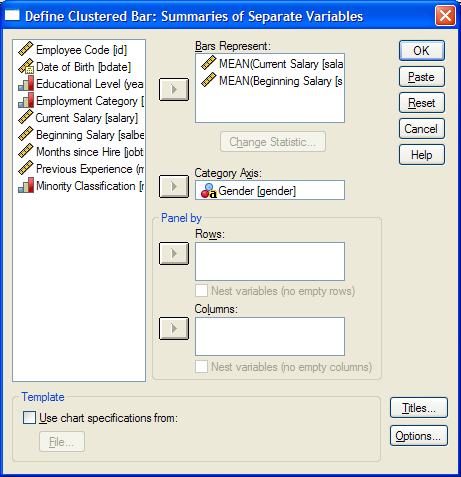 Define Clustered Bar: Summaries of Separate Variables
Employee Code [id]
Date of Birth [bdate]
Educational Level (yea
Employment Category [
Current Salary [salary]
Beginning Salary [salbe
Months since Hire [jobt
Previous Experience (m
Minority Classification [m
Bars Represent:
MEAN(Current Salary [sala
MEAN(Beginning Salary [s
Change Statistic...
Category Axis:
Gender [gender]
Panel by
Rows:
Nest variables (no empty rows)
Columns:
Nest variables (no empty columns)
OK
Paste
Reset
Cancel
Help
Template
Use chart specifications from:
File...
Titles...
Options...